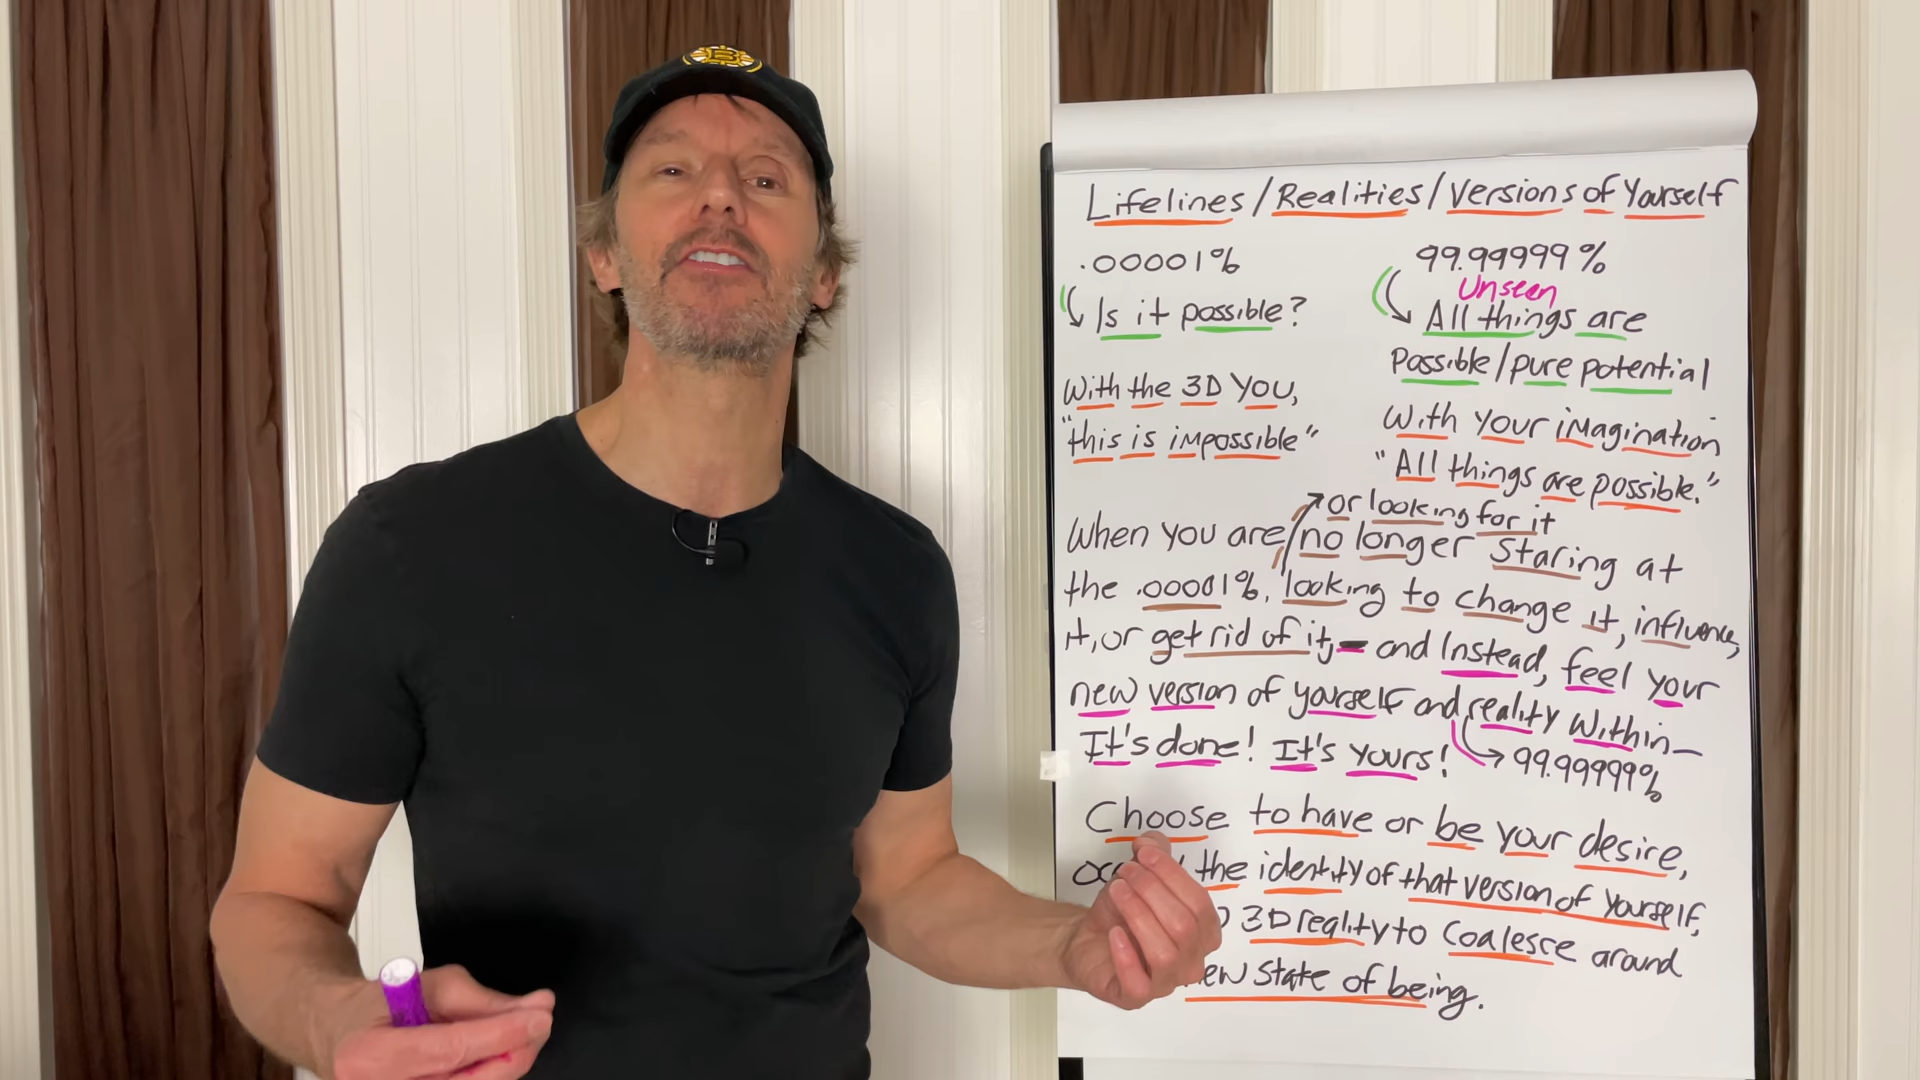 B
Lifelines/Realities/Versions of Yourself
.00001% 99.99999%
Unseen
Is it possible? All things are
Possible/pure potential
With the 3D You,
"this is impossible"
With your imagination
"All things are possible."
or looking for it
When you are no longer staring at
the .00001%, looking to change it, influence
it, or get rid of it, - and Instead, feel your
new version of yourself and reality within—
It's done! It's yours! 99.99999%
Choose to have or be your desire,
the identity of that version of yourself,
3D reality to coalesce around
state of being.